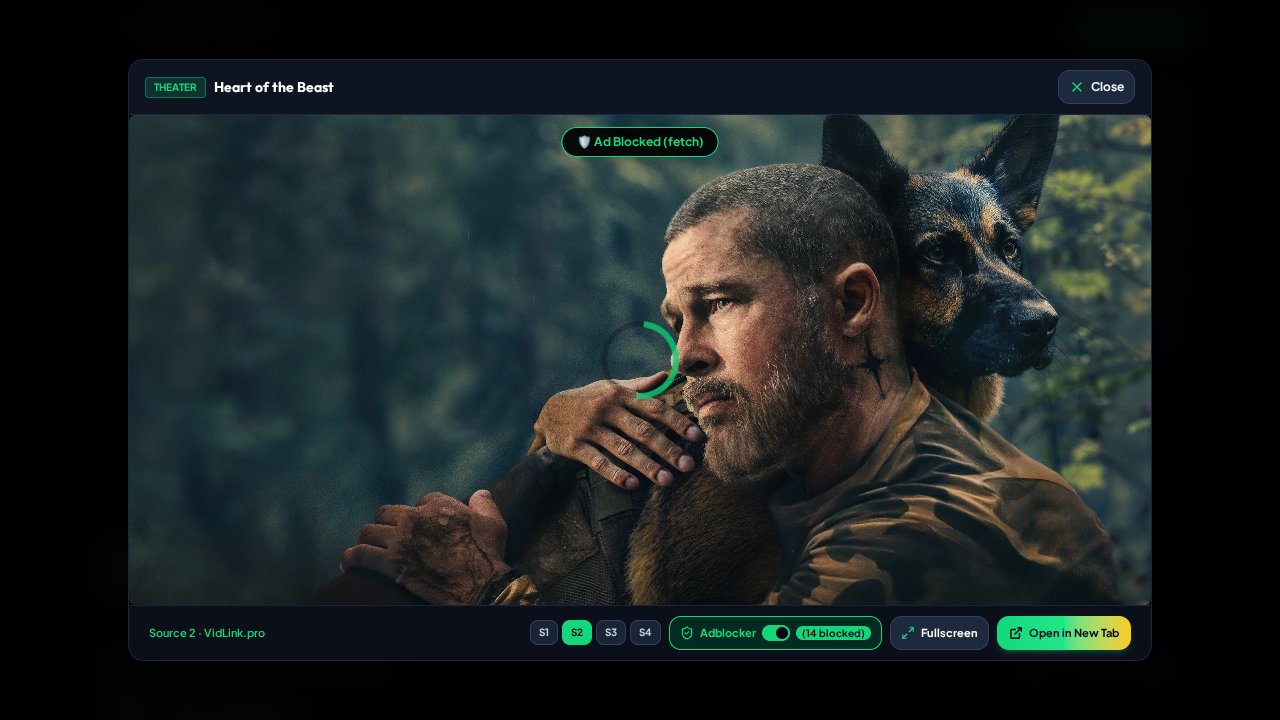 THEATER
Heart of the Beast
Close
Ad Blocked (fetch)
Source 2 · VidLink.pro
S1
S2
S3
S4
Adblocker
(14 blocked)
Fullscreen
Open in New Tab